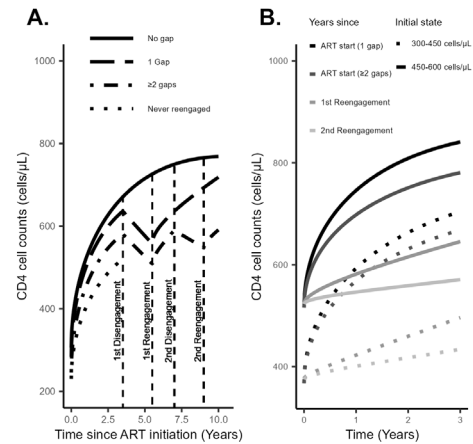 A.
No gap
1 Gap
≥2 gaps
Never reengaged
CD4 cell counts (cells/µL)
1000
800
600
400
200
1st Disengagement
1st Reengagement
2nd Disengagement
2nd Reengagement
0.0 2.5 5.0 7.5 10.0
Time since ART initiation (Years)
B.
Years since
ART start (1 gap)
ART start (≥2 gaps)
1st Reengagement
2nd Reengagement
Initial state
300-450 cells/µL
450-600 cells/µL
CD4 cell counts (cells/µL)
1000
800
600
400
0 1 2 3
Time (Years)